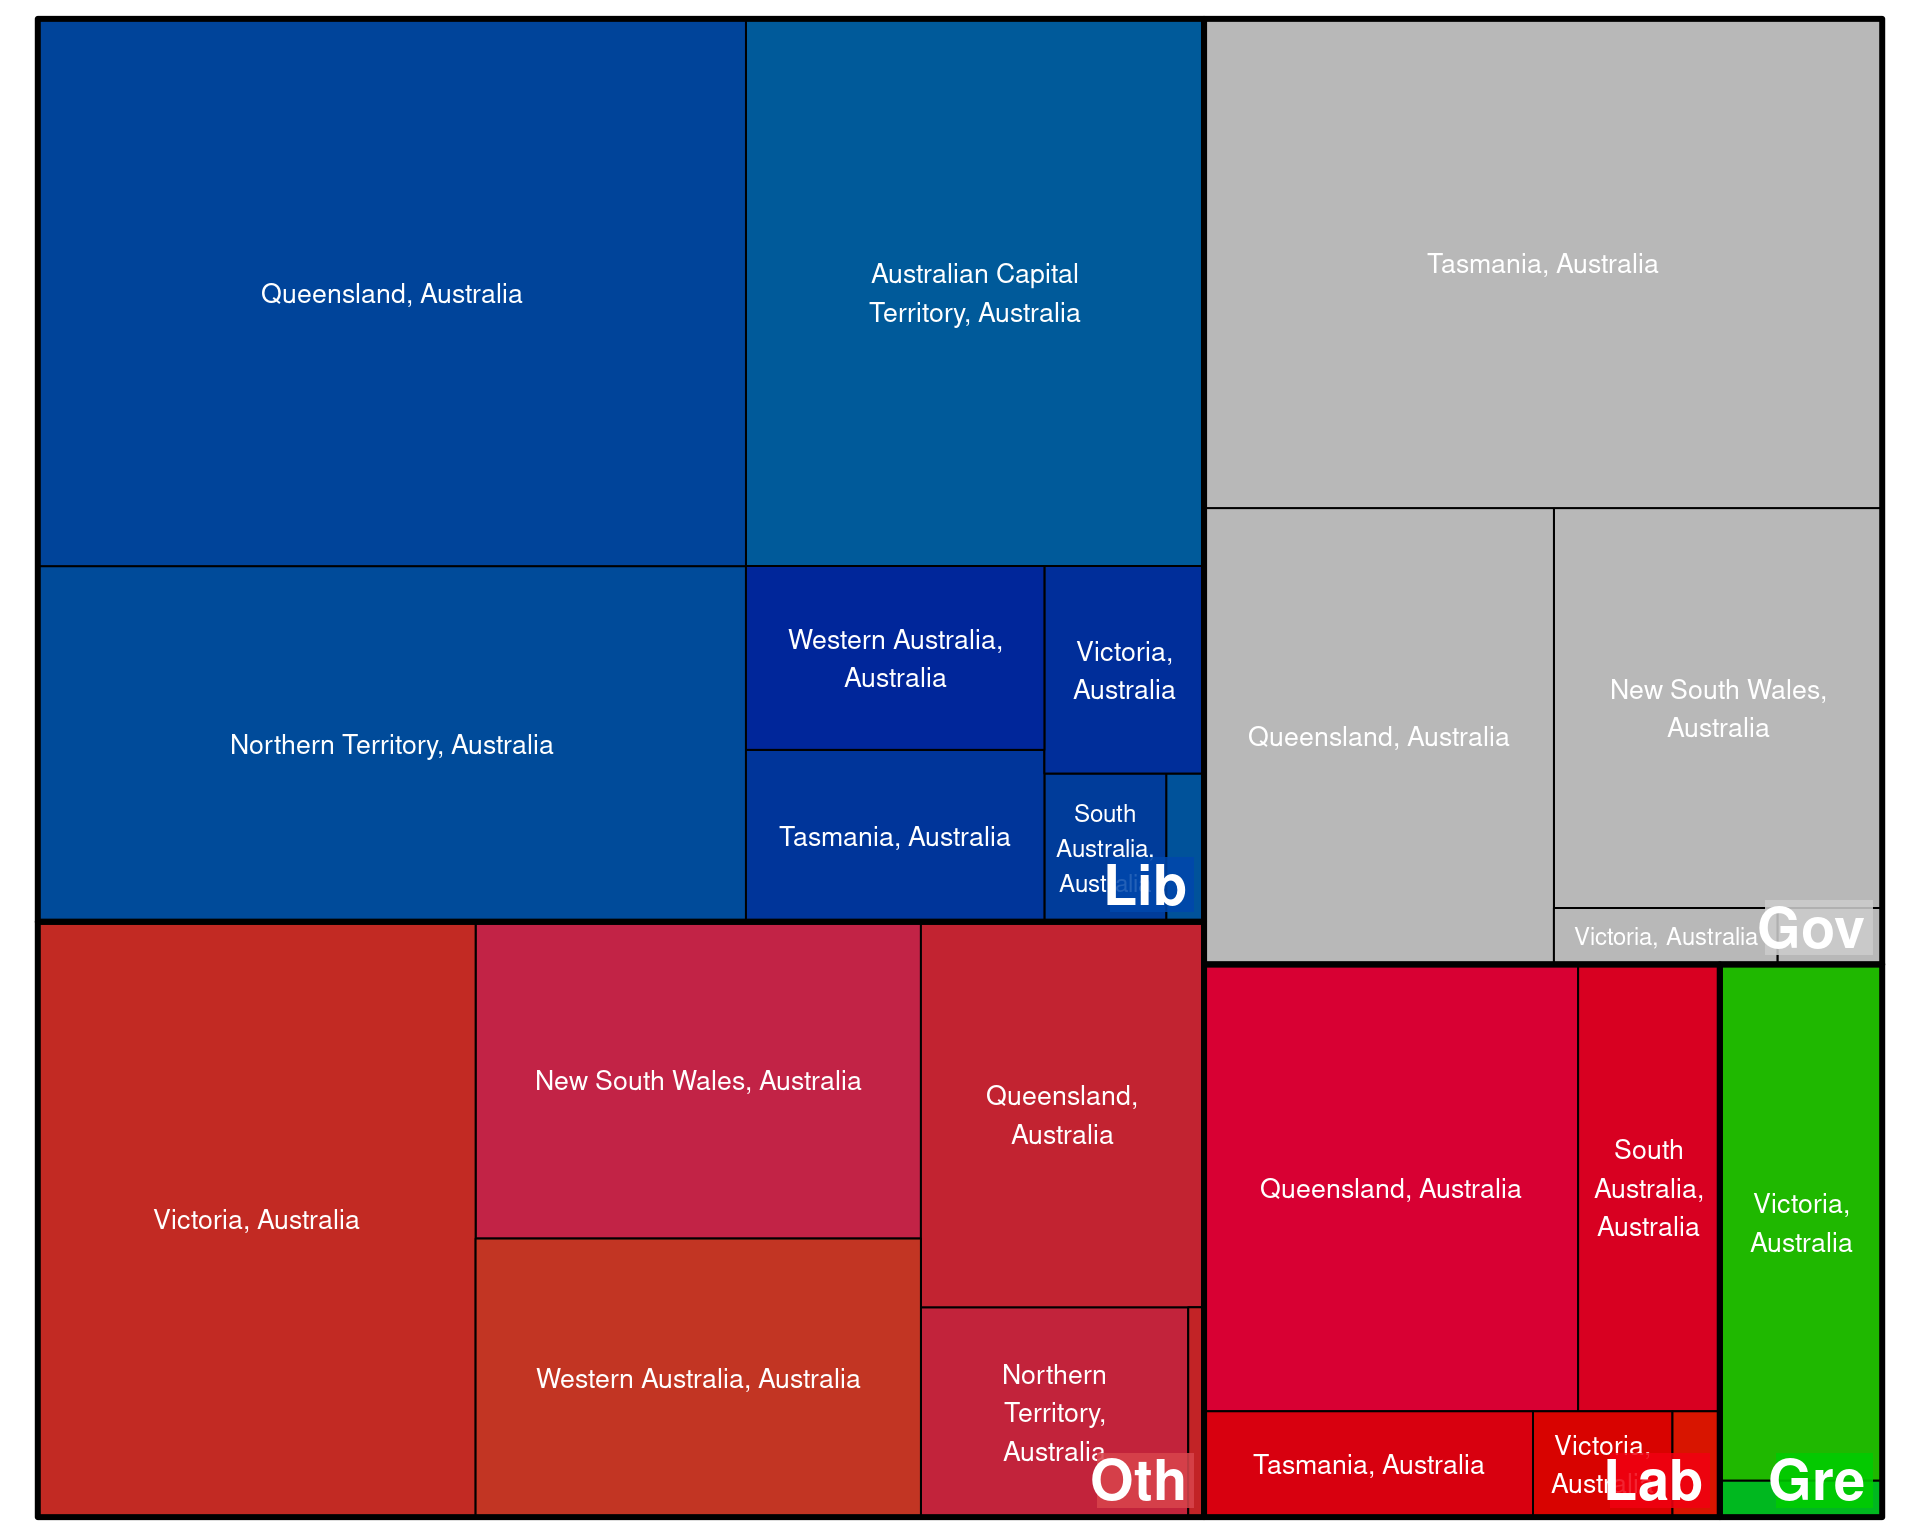 Queensland, Australia
Australian Capital
Territory, Australia
Northern Territory, Australia
Western Australia,
Australia
Victoria,
Australia
Tasmania, Australia
South
Australia,
Australia
Lib
Tasmania, Australia
Queensland, Australia
New South Wales,
Australia
Victoria, Australia
Gov
Victoria, Australia
New South Wales, Australia
Western Australia, Australia
Queensland,
Australia
Northern
Territory,
Australia
Oth
Queensland, Australia
South
Australia,
Australia
Tasmania, Australia
Victoria,
Australia
Lab
Victoria,
Australia
Gre